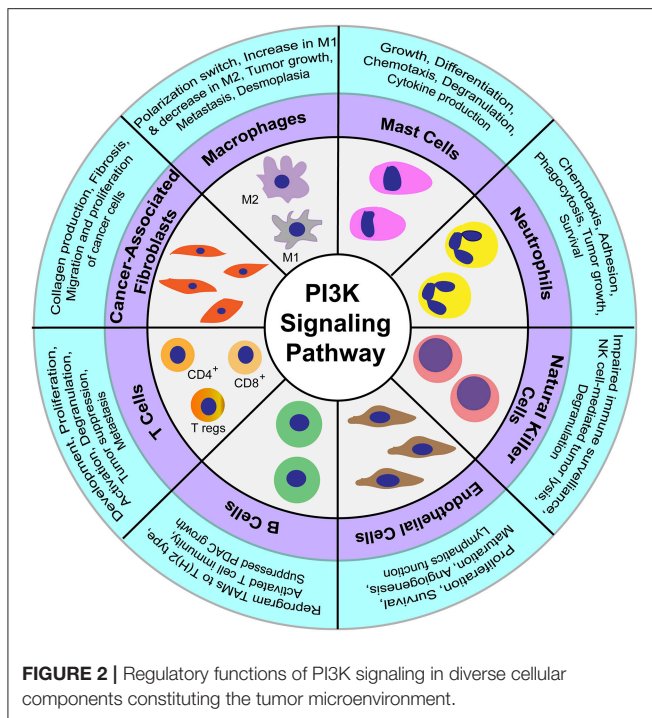 PI3K
Signaling
Pathway
Polarization switch, Increase in M1
& decrease in M2, Tumor growth,
Metastasis, Desmoplasia
Macrophages
M2
M1
Growth, Differentiation,
Chemotaxis, Degranulation,
Cytokine production
Mast Cells
Chemotaxis, Adhesion,
Phagocytosis, Tumor growth,
Survival
Neutrophils
Impaired immune surveillance,
NK cell-mediated tumor lysis,
Degranulation
Natural Killer
Cells
Proliferation, Survival,
Maturation, Angiogenesis,
Lymphatics function
Endothelial Cells
Reprogram TAMs to T(H)2 type,
Activated T cell immunity,
Suppressed PDAC growth
B Cells
Development, Proliferation,
Activation, Degranulation,
Tumor suppression,
Metastasis
T Cells
CD4+
CD8+
T regs
Collagen production, Fibrosis,
Migration and proliferation
of cancer cells
Cancer-Associated
Fibroblasts
FIGURE 2 | Regulatory functions of PI3K signaling in diverse cellular
components constituting the tumor microenvironment.